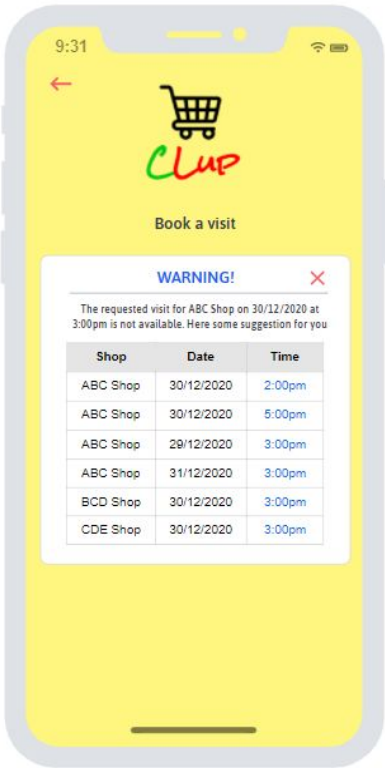 9:31
CLup
Book a visit
WARNING!
The requested visit for ABC Shop on 30/12/2020 at
3:00pm is not available. Here some suggestion for you
Shop Date Time
ABC Shop 30/12/2020 2:00pm
ABC Shop 30/12/2020 5:00pm
ABC Shop 29/12/2020 3:00pm
ABC Shop 31/12/2020 3:00pm
BCD Shop 30/12/2020 3:00pm
CDE Shop 30/12/2020 3:00pm